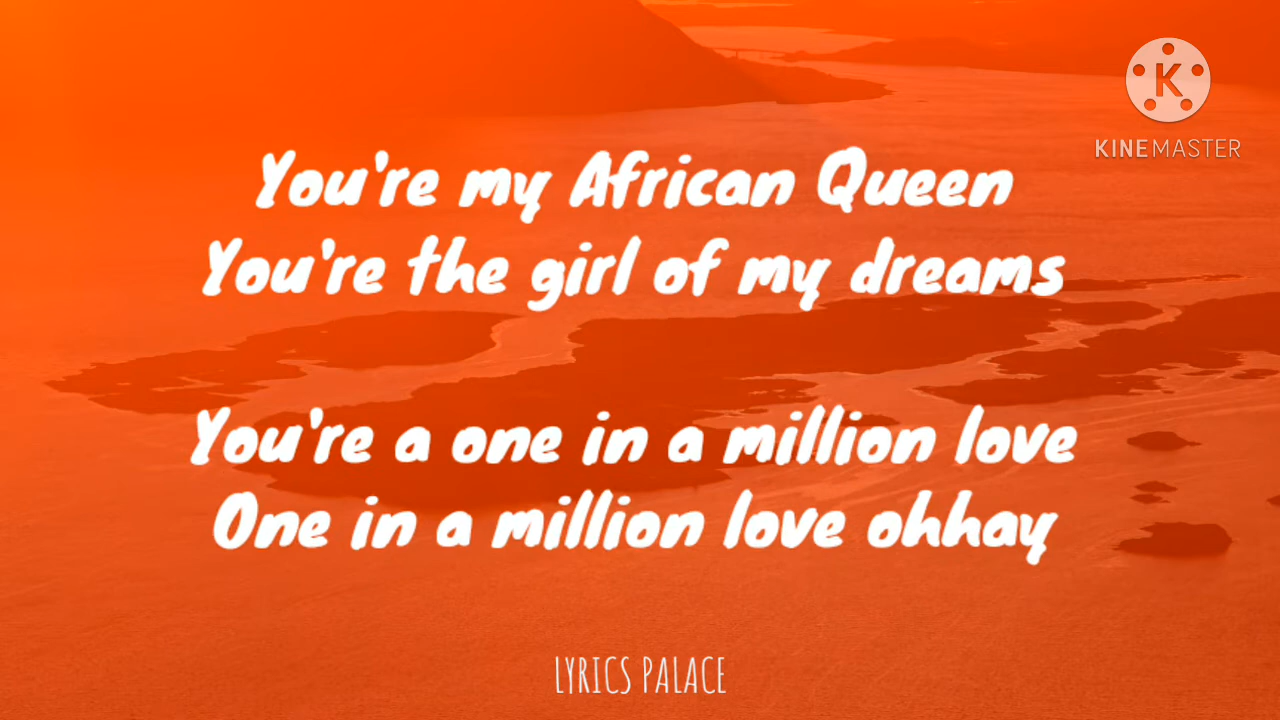 K
KINEMASTER
You're my African Queen
You're the girl of my dreams
You're a one in a million love
One in a million love ohhay
LYRICS PALACE